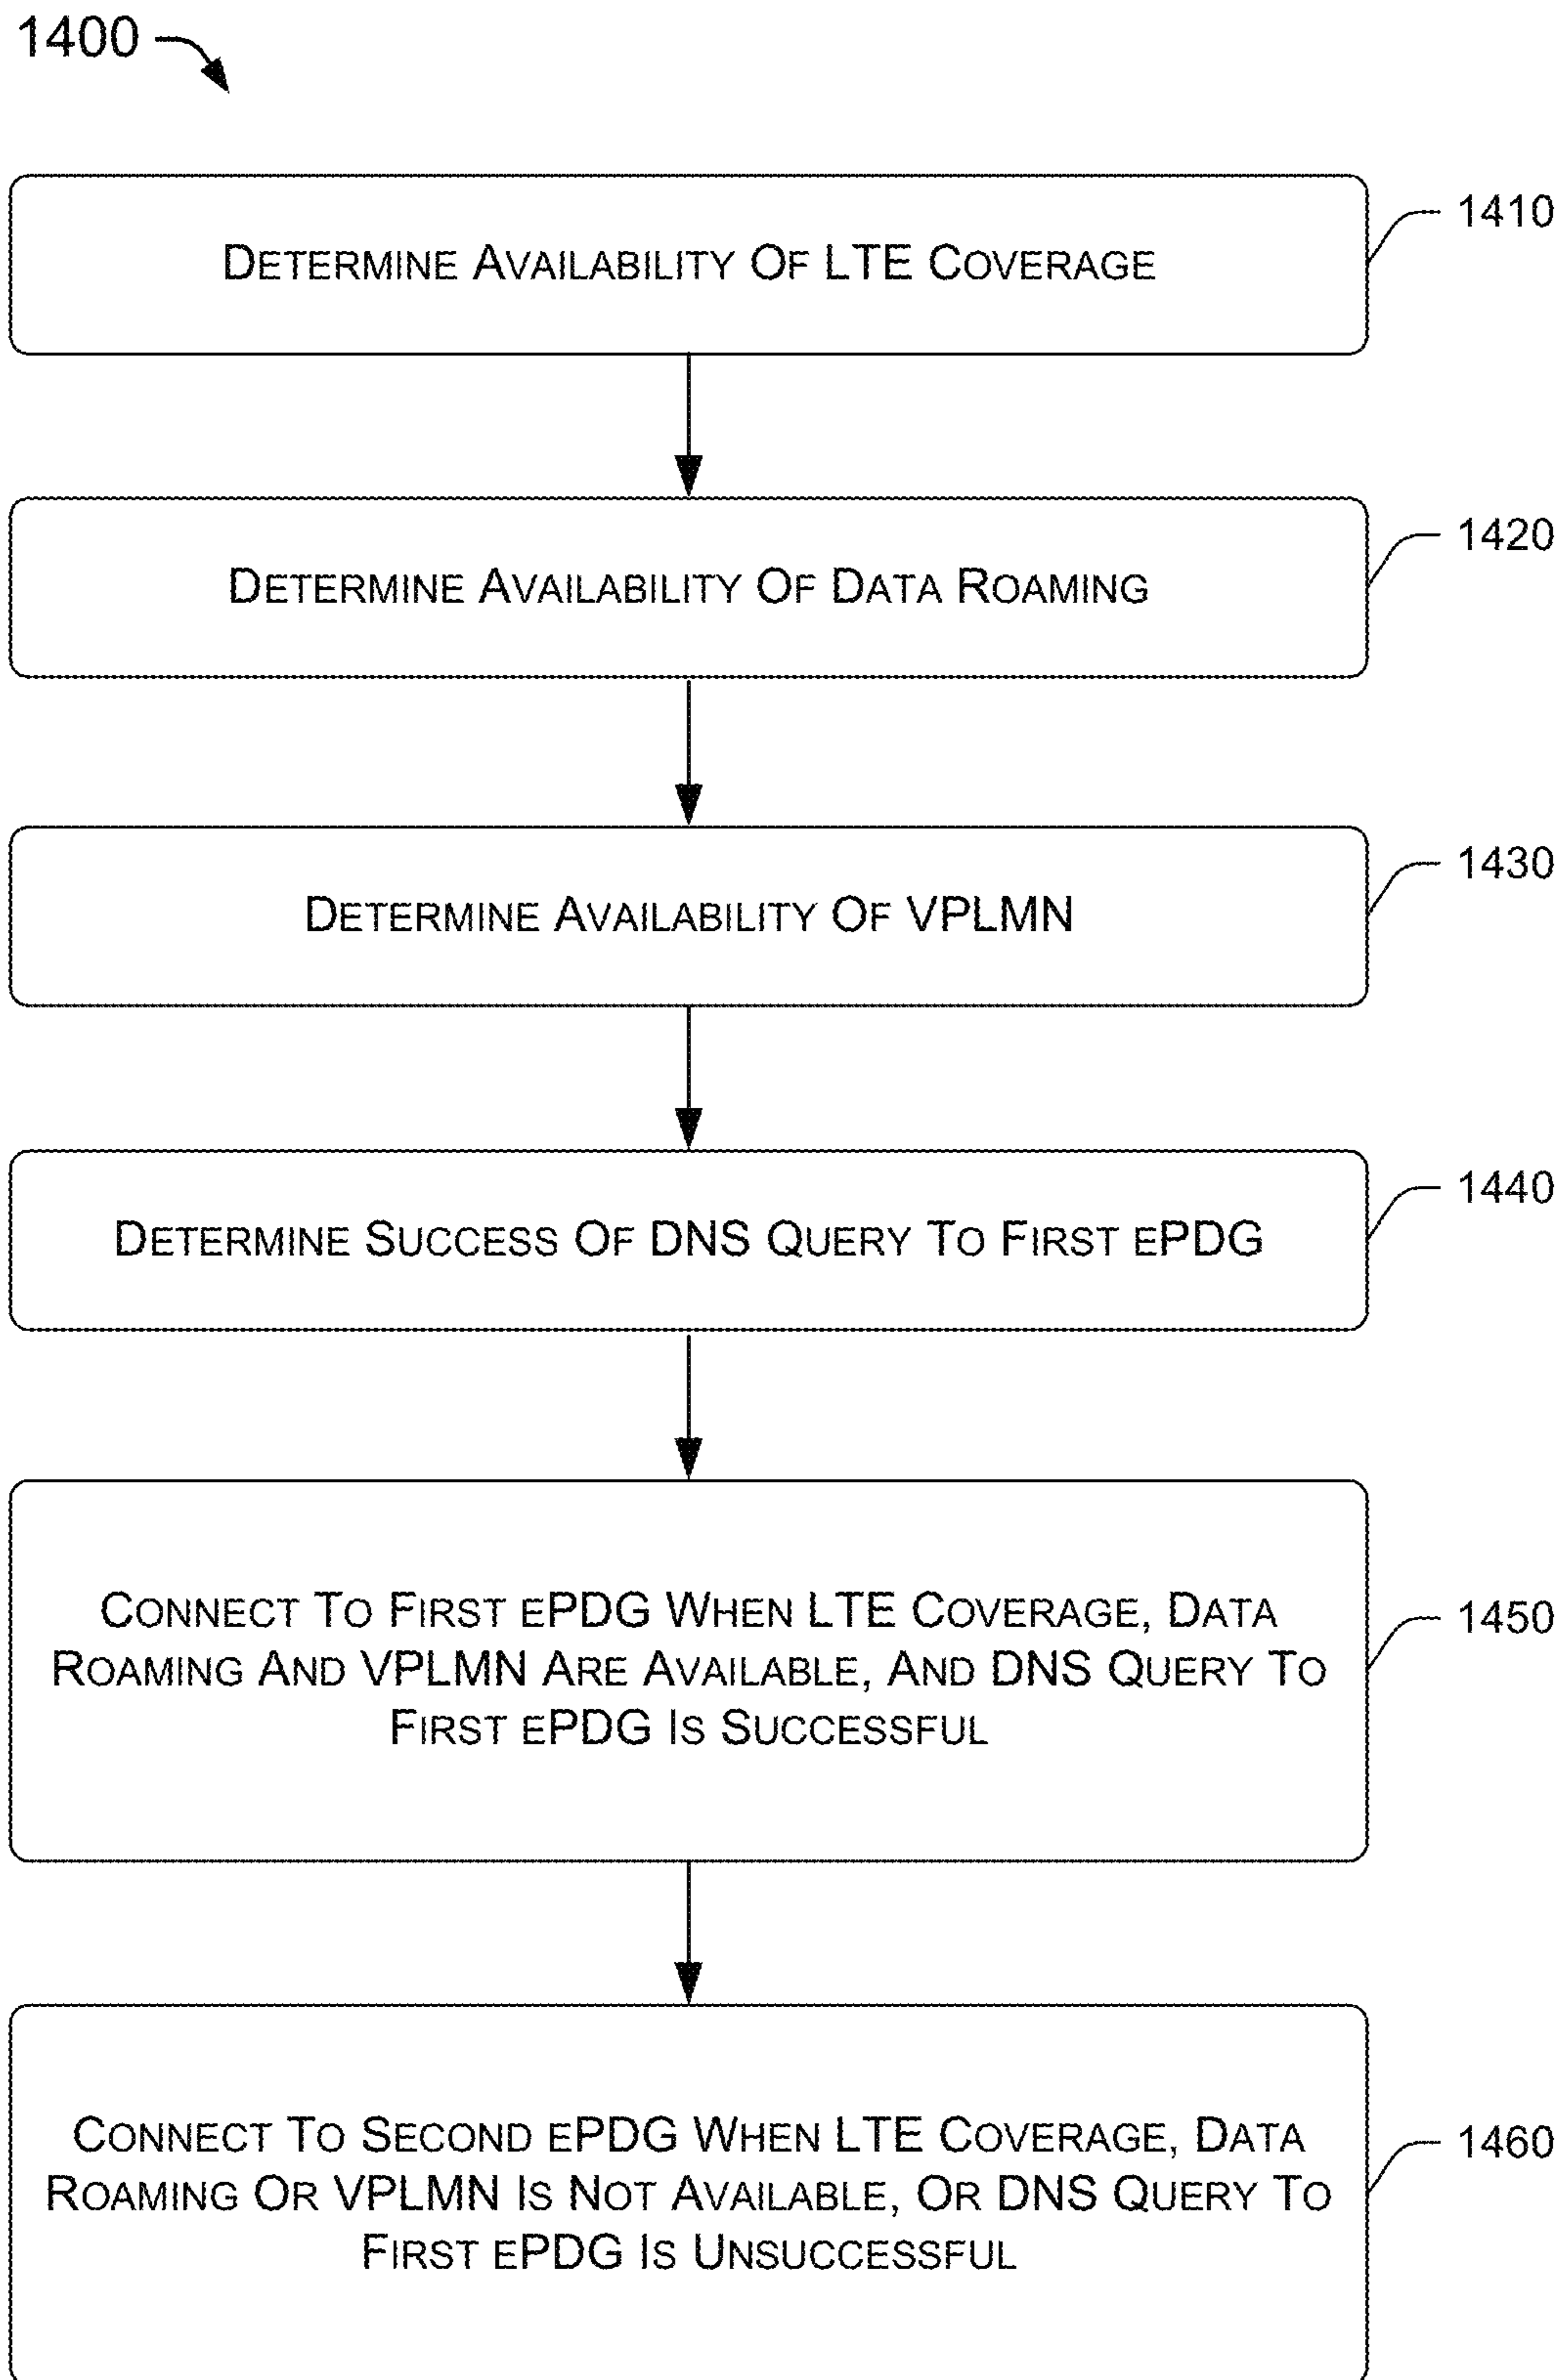 1400
DETERMINE AVAILABILITY OF LTE COVERAGE
1410
DETERMINE AVAILABILITY OF DATA ROAMING
1420
DETERMINE AVAILABILITY OF VPLMN
1430
DETERMINE SUCCESS OF DNS QUERY TO FIRST EPDG
1440
CONNECT TO FIRST EPDG WHEN LTE COVERAGE, DATA
ROAMING AND VPLMN ARE AVAILABLE, AND DNS QUERY TO
FIRST EPDG IS SUCCESSFUL
1450
CONNECT TO SECOND EPDG WHEN LTE COVERAGE, DATA
ROAMING OR VPLMN IS NOT AVAILABLE, OR DNS QUERY TO
FIRST EPDG IS UNSUCCESSFUL
1460